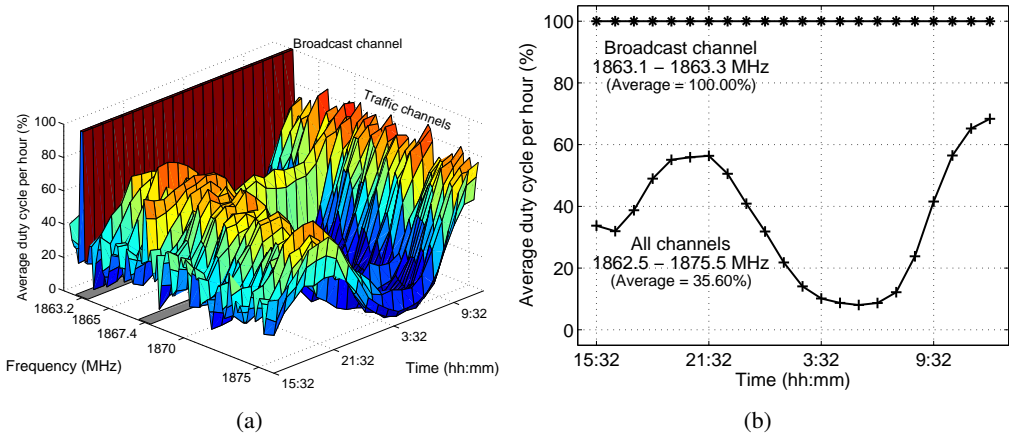 Broadcast channel
Traffic channels
Average duty cycle per hour (%)
100
80
60
40
20
0
1863.2
1865
1867.4
1870
1875
Frequency (MHz)
15:32
21:32
3:32
9:32
Time (hh:mm)
(a)
Average duty cycle per hour (%)
100
80
60
40
20
0
Broadcast channel
1863.1 – 1863.3 MHz
(Average = 100.00%)
All channels
1862.5 – 1875.5 MHz
(Average = 35.60%)
15:32
21:32
3:32
9:32
Time (hh:mm)
(b)